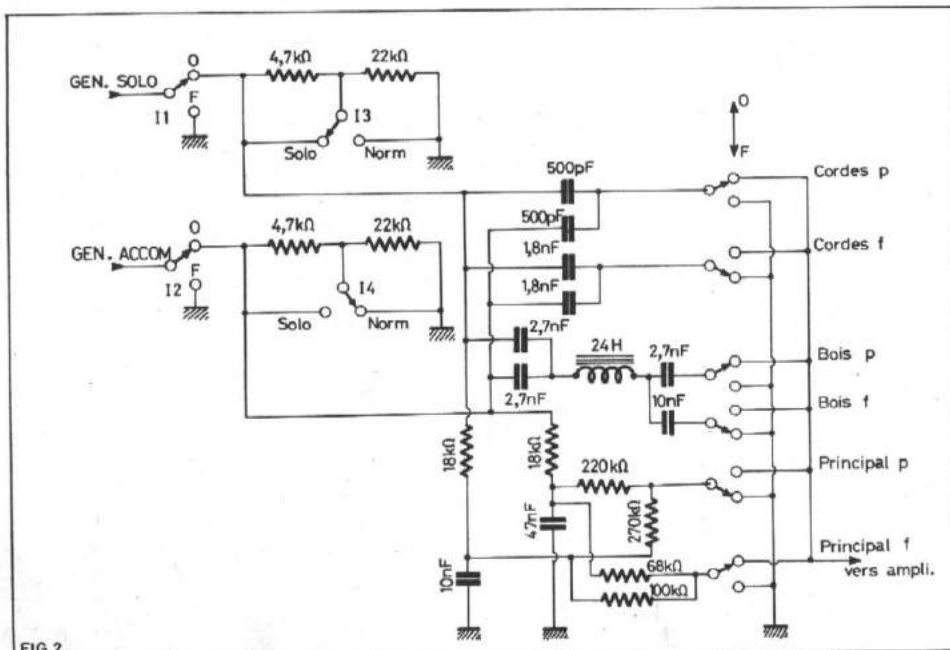 4,7kΩ 22kΩ
O
GEN. SOLO
F
I1
I3
Solo Norm
O
F
500pF
Cordes p
4,7kΩ 22kΩ
500pF
O
GEN. ACCOM
1,8nF
Cordes f
F
I2
I4
1,8nF
Solo Norm
2,7nF
24H
2,7nF
Bois p
2,7nF
10nF
Bois f
18kΩ
18kΩ
220kΩ
Principal p
47nF
270kΩ
10nF
68kΩ
100kΩ
Principal f
vers ampli.
FIG.2